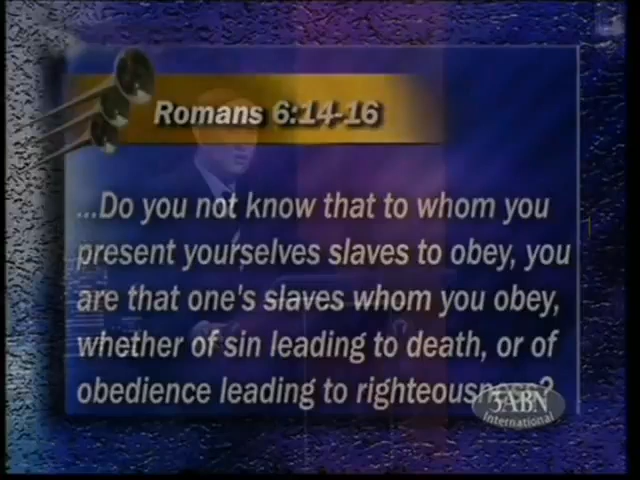 Romans 6:14-16
...Do you not know that to whom you
present yourselves slaves to obey, you
are that one's slaves whom you obey,
whether of sin leading to death, or of
obedience leading to righteousness?
3ABN
International